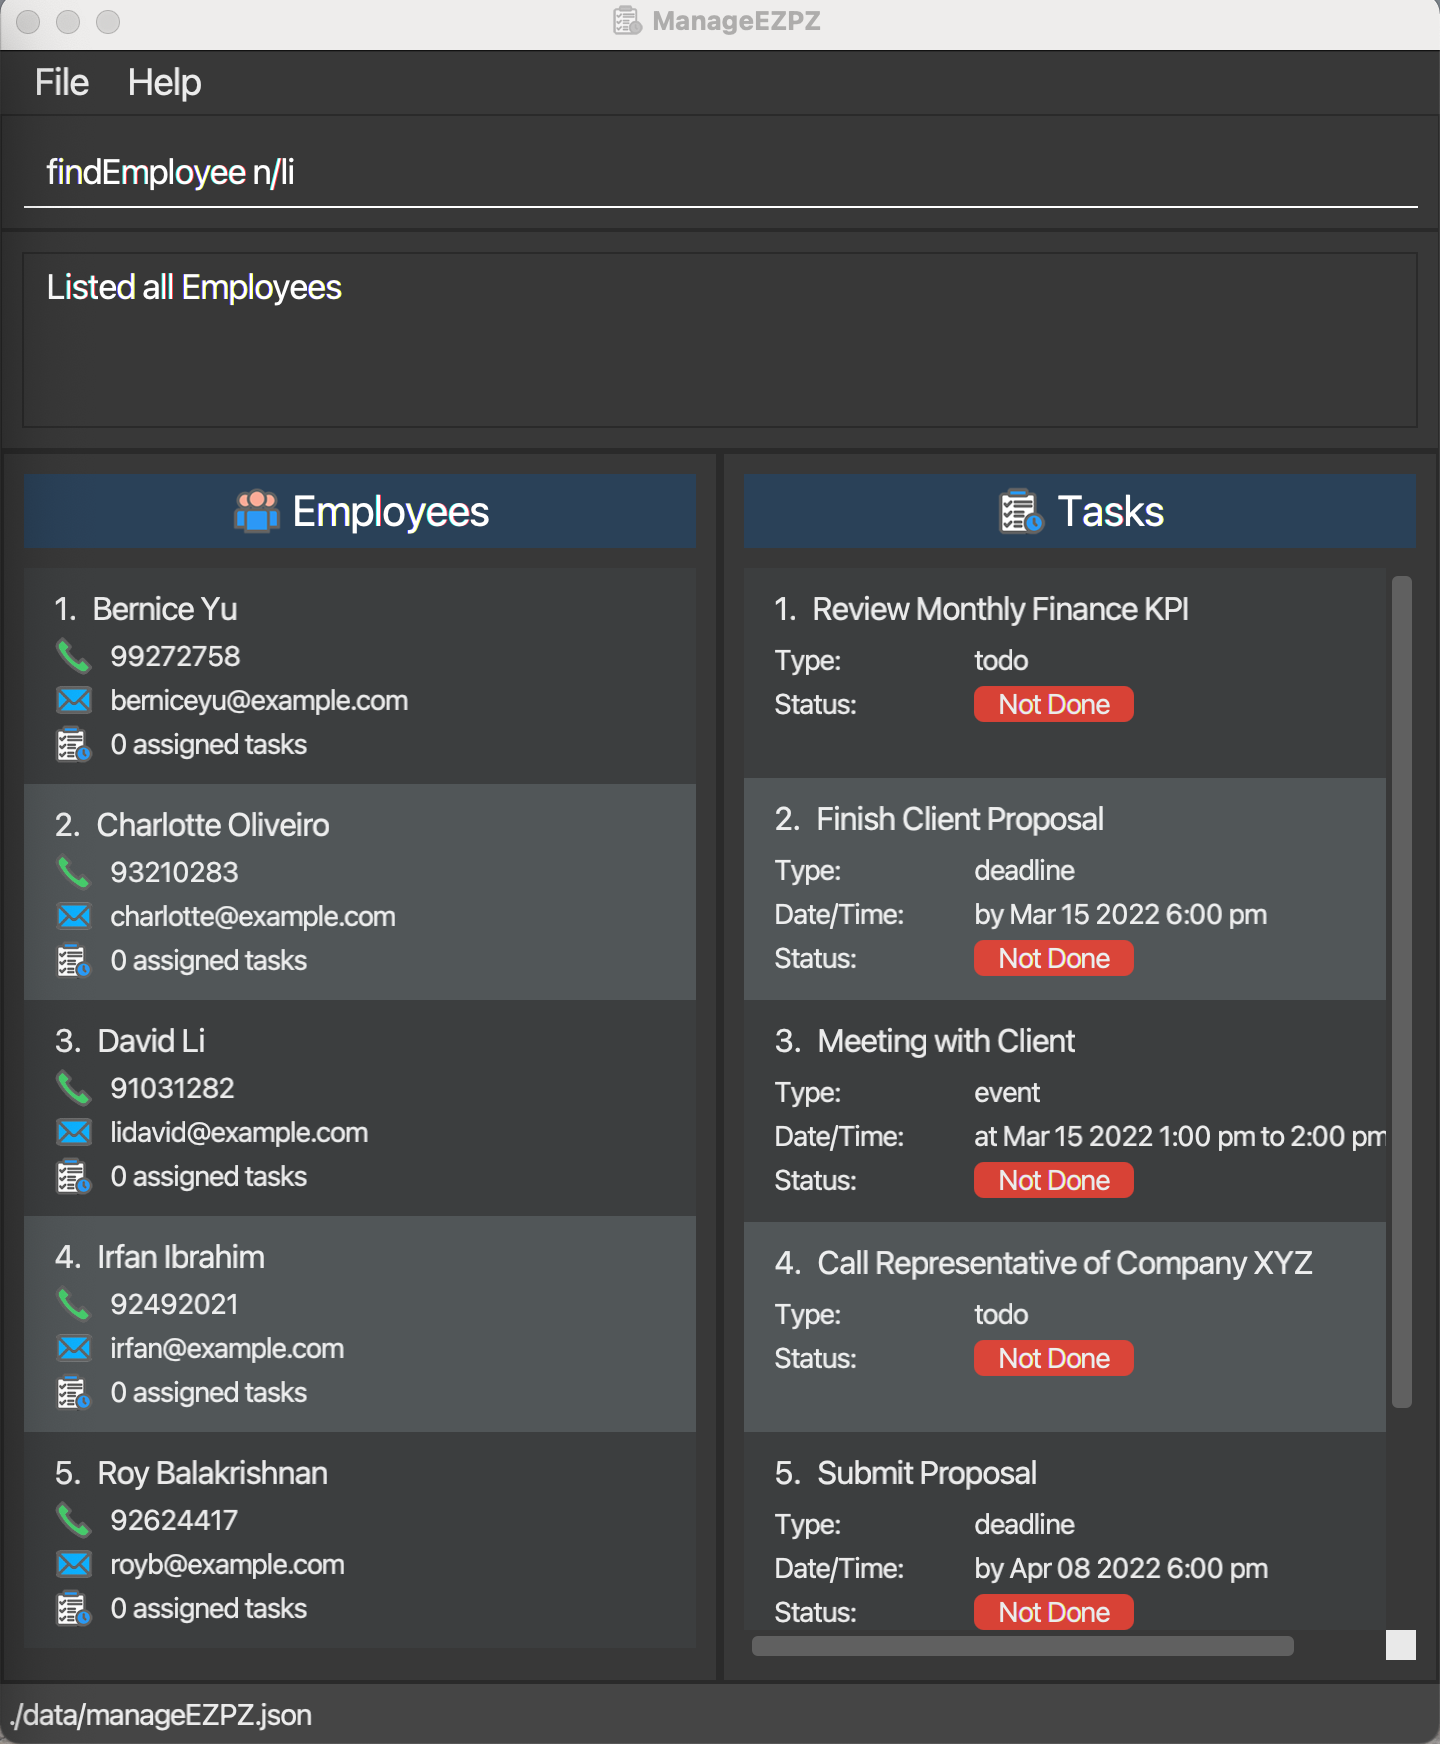 ManageEZPZ
File Help
findEmployee n/li
Listed all Employees
Employees
1. Bernice Yu
99272758
berniceyu@example.com
0 assigned tasks
2. Charlotte Oliveiro
93210283
charlotte@example.com
0 assigned tasks
3. David Li
91031282
lidavid@example.com
0 assigned tasks
4. Irfan Ibrahim
92492021
irfan@example.com
0 assigned tasks
5. Roy Balakrishnan
92624417
royb@example.com
0 assigned tasks
Tasks
1. Review Monthly Finance KPI
Type: todo
Status: Not Done
2. Finish Client Proposal
Type: deadline
Date/Time: by Mar 15 2022 6:00 pm
Status: Not Done
3. Meeting with Client
Type: event
Date/Time: at Mar 15 2022 1:00 pm to 2:00 pm
Status: Not Done
4. Call Representative of Company XYZ
Type: todo
Status: Not Done
5. Submit Proposal
Type: deadline
Date/Time: by Apr 08 2022 6:00 pm
Status: Not Done
./data/manageEZPZ.json